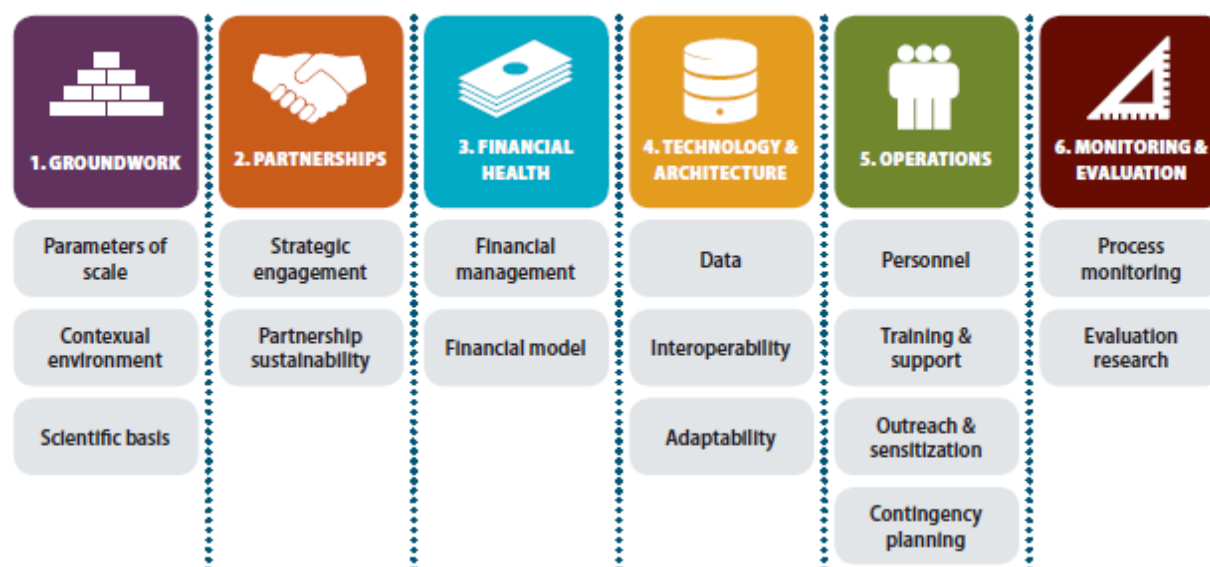 1. GROUNDWORK
Parameters of
scale
Contexual
environment
Scientific basis
2. PARTNERSHIPS
Strategic
engagement
Partnership
sustainability
3. FINANCIAL
HEALTH
Financial
management
Financial model
4. TECHNOLOGY &
ARCHITECTURE
Data
Interoperability
Adaptability
5. OPERATIONS
Personnel
Training &
support
Outreach &
sensitization
Contingency
planning
6. MONITORING &
EVALUATION
Process
monitoring
Evaluation
research